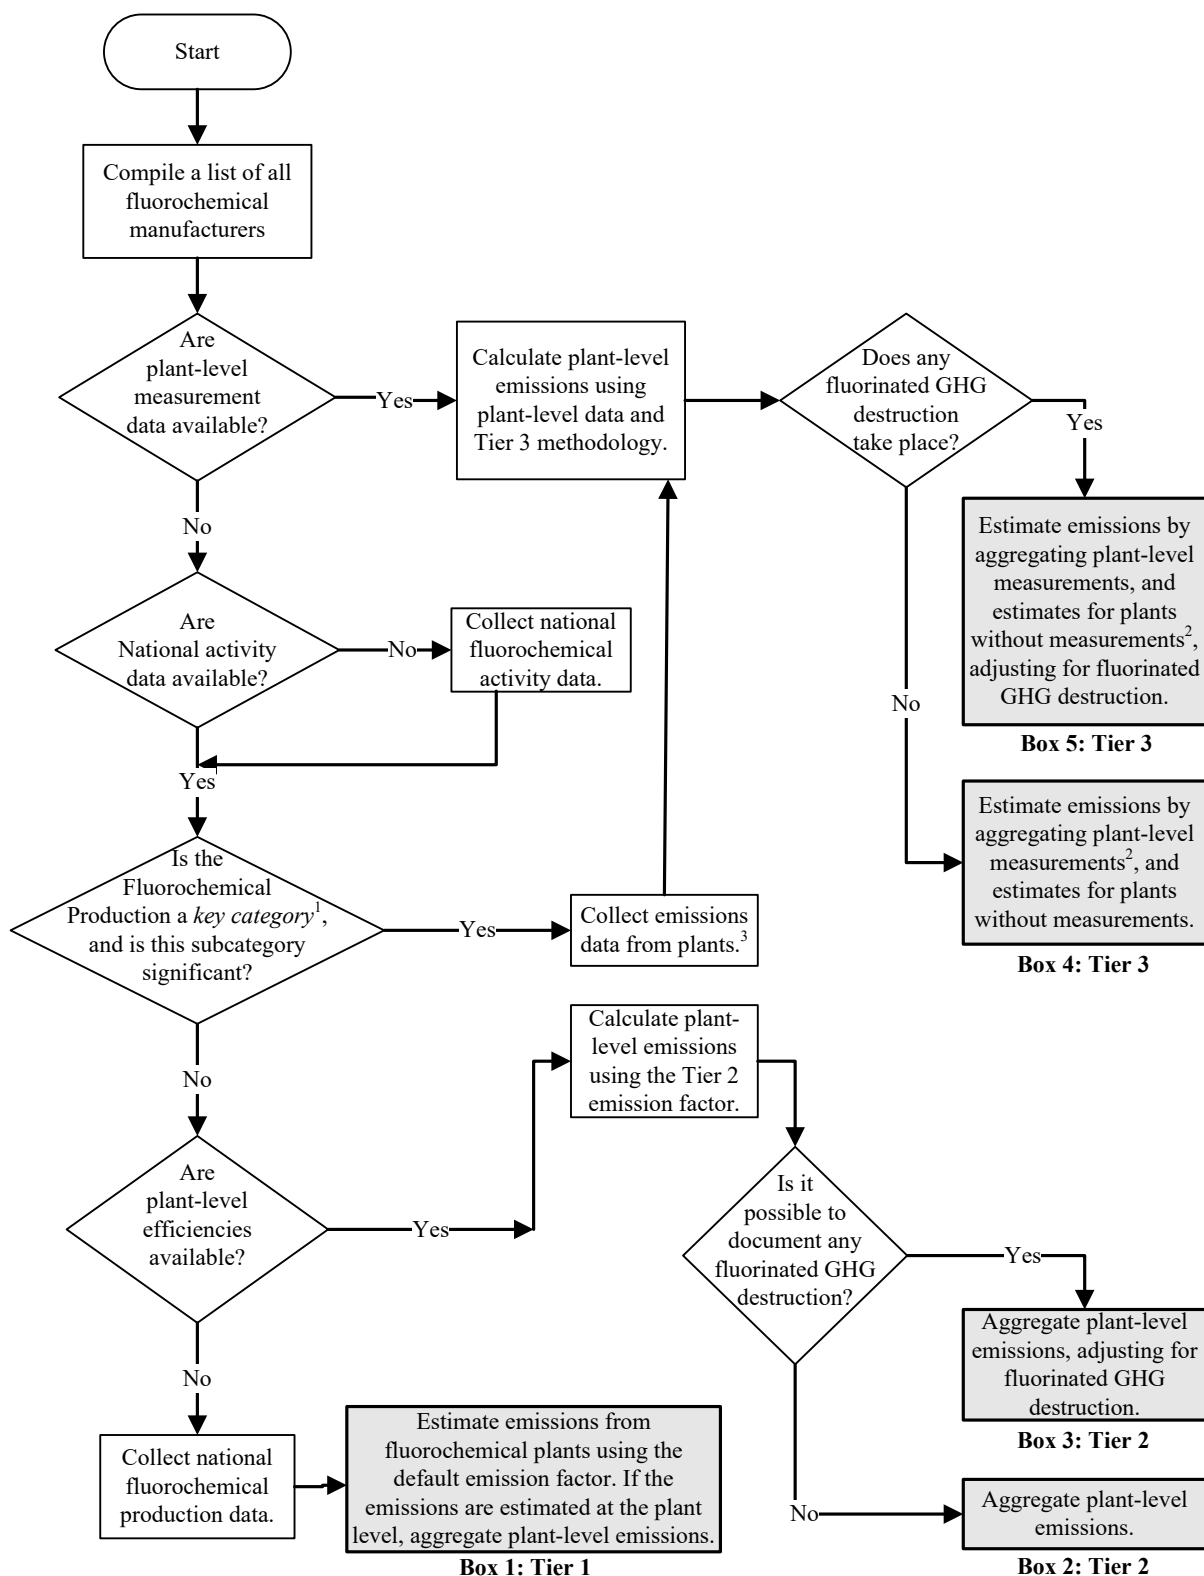 Start
Compile a list of all
fluorochemical
manufacturers
Are
plant-level
measurement
data available?
Yes
Calculate plant-level
emissions using
plant-level data and
Tier 3 methodology.
Does any
fluorinated GHG
destruction
take place?
Yes
No
Estimate emissions by
aggregating plant-level
measurements, and
estimates for plants
without measurements²,
adjusting for fluorinated
GHG destruction.
Box 5: Tier 3
No
Estimate emissions by
aggregating plant-level
measurements², and
estimates for plants
without measurements.
Box 4: Tier 3
Are
National activity
data available?
No
Collect national
fluorochemical
activity data.
Yes
Is the
Fluorochemical
Production a key category¹,
and is this subcategory
significant?
Yes
Collect emissions
data from plants.³
No
Calculate plant-
level emissions
using the Tier 2
emission factor.
Are
plant-level
efficiencies
available?
Yes
Is it
possible to
document any
fluorinated GHG
destruction?
Yes
Aggregate plant-level
emissions, adjusting for
fluorinated GHG
destruction.
Box 3: Tier 2
No
Collect national
fluorochemical
production data.
Estimate emissions from
fluorochemical plants using the
default emission factor. If the
emissions are estimated at the plant
level, aggregate plant-level emissions.
Box 1: Tier 1
No
Aggregate plant-level
emissions.
Box 2: Tier 2